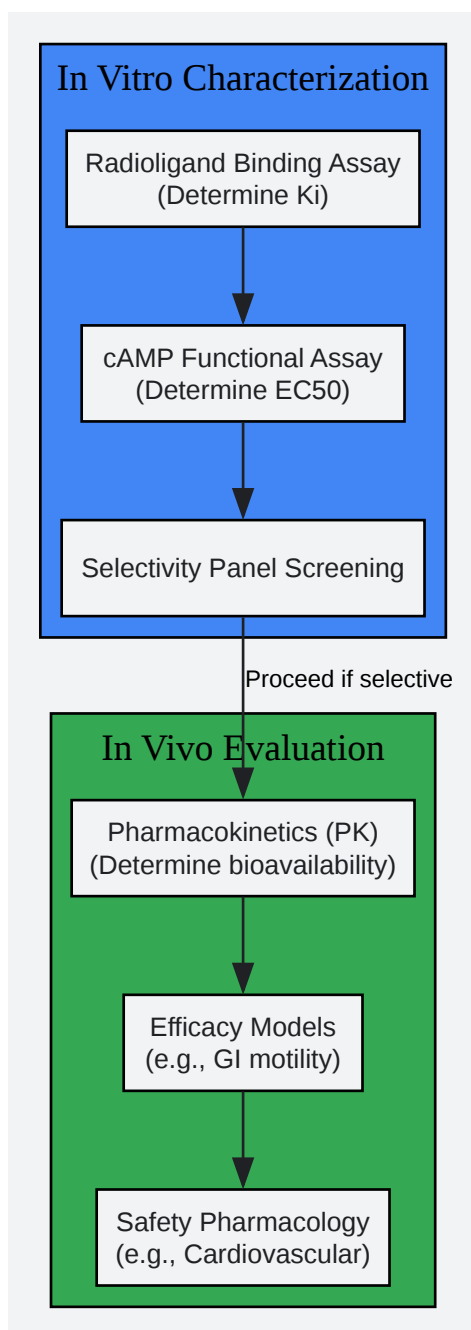 In Vitro Characterization
Radioligand Binding Assay
(Determine Ki)
cAMP Functional Assay
(Determine EC50)
Selectivity Panel Screening
Proceed if selective
In Vivo Evaluation
Pharmacokinetics (PK)
(Determine bioavailability)
Efficacy Models
(e.g., GI motility)
Safety Pharmacology
(e.g., Cardiovascular)